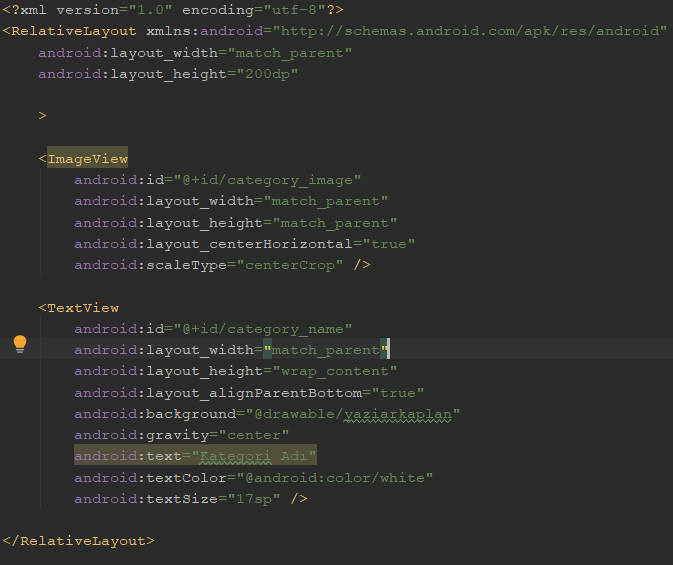 <?xml version="1.0" encoding="utf-8"?>
<RelativeLayout xmlns:android="http://schemas.android.com/apk/res/android"
    android:layout_width="match_parent"
    android:layout_height="200dp"

    >

    <ImageView
        android:id="@+id/category_image"
        android:layout_width="match_parent"
        android:layout_height="match_parent"
        android:layout_centerHorizontal="true"
        android:scaleType="centerCrop" />

    <TextView
        android:id="@+id/category_name"
        android:layout_width="match_parent"
        android:layout_height="wrap_content"
        android:layout_alignParentBottom="true"
        android:background="@drawable/yaziarkaplan"
        android:gravity="center"
        android:text="Kategori Adı"
        android:textColor="@android:color/white"
        android:textSize="17sp" />

</RelativeLayout>